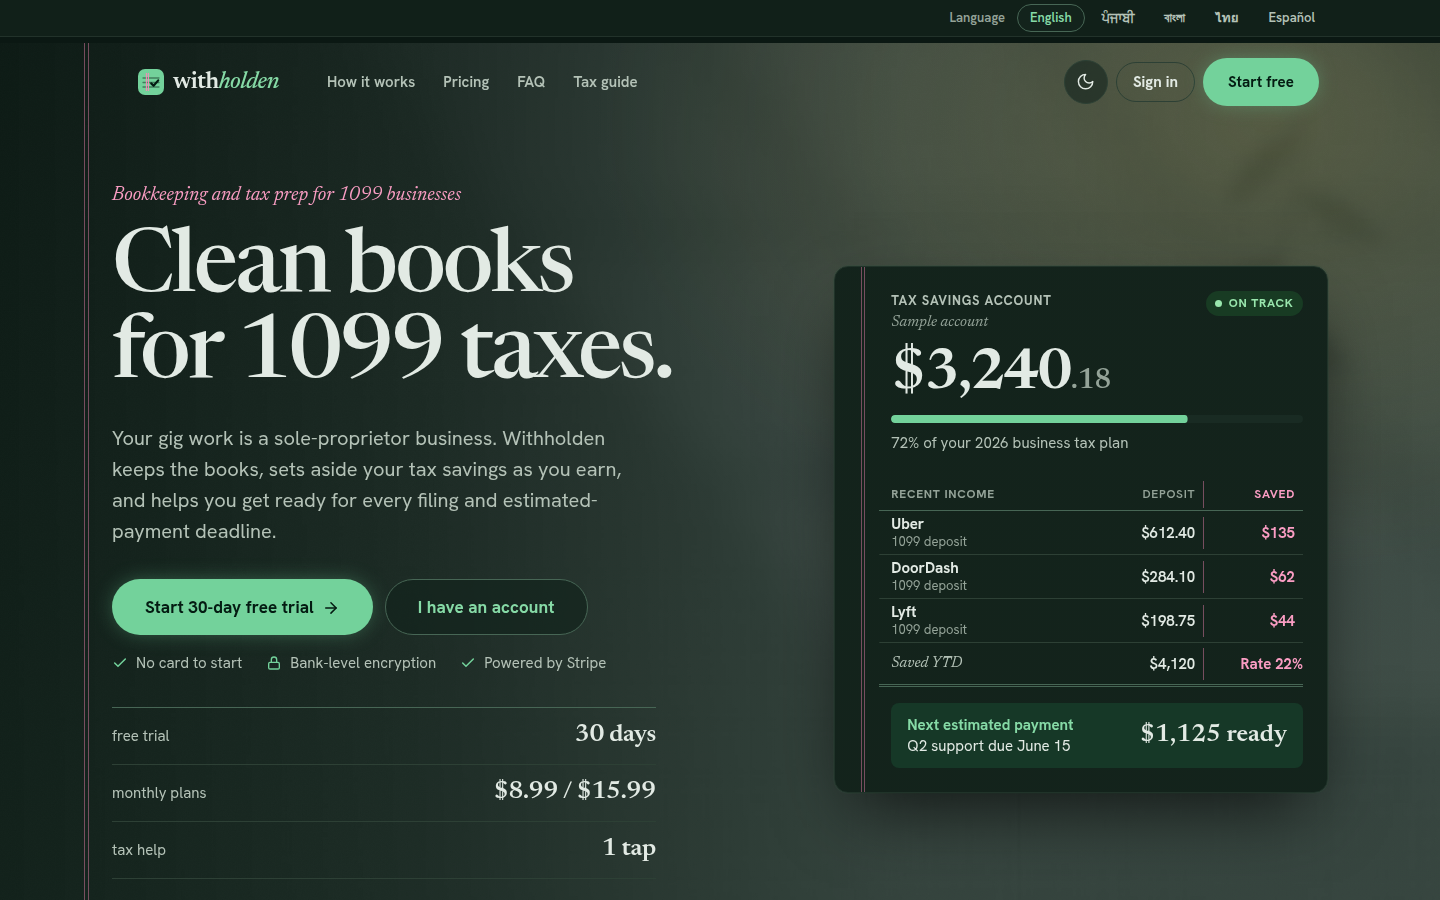 Language English ਪੰਜਾਬੀ বাংলা ไทย Español
withholden How it works Pricing FAQ Tax guide Sign in Start free
Bookkeeping and tax prep for 1099 businesses
Clean books
for 1099 taxes.
Your gig work is a sole-proprietor business. Withholden
keeps the books, sets aside your tax savings as you earn,
and helps you get ready for every filing and estimated-
payment deadline.
Start 30-day free trial I have an account
No card to start Bank-level encryption Powered by Stripe
free trial 30 days
monthly plans $8.99 / $15.99
tax help 1 tap
TAX SAVINGS ACCOUNT ON TRACK
Sample account
$3,240.18
72% of your 2026 business tax plan
RECENT INCOME DEPOSIT SAVED
Uber
1099 deposit $612.40 $135
DoorDash
1099 deposit $284.10 $62
Lyft
1099 deposit $198.75 $44
Saved YTD $4,120 Rate 22%
Next estimated payment
Q2 support due June 15 $1,125 ready